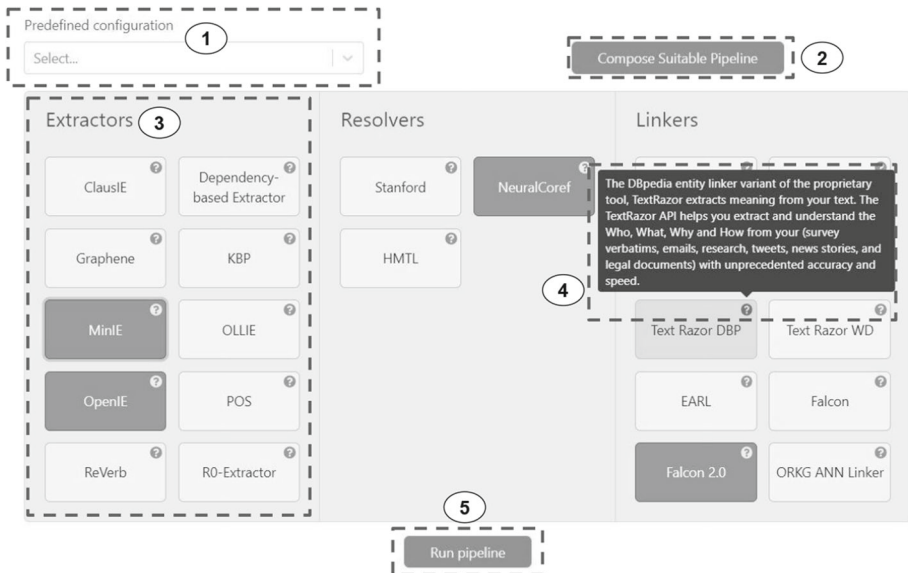 Predefined configuration
1
Select...
Compose Suitable Pipeline
2
Extractors
3
Resolvers
Linkers
ClausIE
?
Dependency-
based Extractor
?
Stanford
?
NeuralCoref
?
?
?
The DBpedia entity linker variant of the proprietary
tool, TextRazor extracts meaning from your text. The
TextRazor API helps you extract and understand the
Who, What, Why and How from your (survey
verbatims, emails, research, tweets, news stories, and
legal documents) with unprecedented accuracy and
speed.
4
Graphene
?
KBP
?
HMTL
?
MinIE
?
OLLIE
?
Text Razor DBP
?
Text Razor WD
?
OpenIE
?
POS
?
EARL
?
Falcon
?
ReVerb
?
R0-Extractor
?
Falcon 2.0
?
ORKG ANN Linker
?
5
Run pipeline